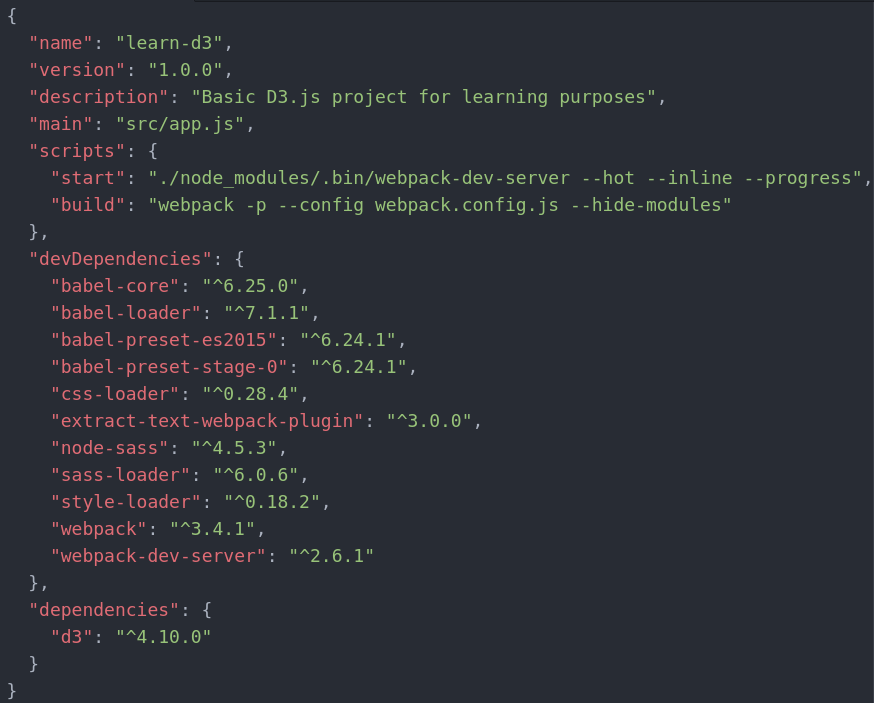 {
  "name": "learn-d3",
  "version": "1.0.0",
  "description": "Basic D3.js project for learning purposes",
  "main": "src/app.js",
  "scripts": {
    "start": "./node_modules/.bin/webpack-dev-server --hot --inline --progress",
    "build": "webpack -p --config webpack.config.js --hide-modules"
  },
  "devDependencies": {
    "babel-core": "^6.25.0",
    "babel-loader": "^7.1.1",
    "babel-preset-es2015": "^6.24.1",
    "babel-preset-stage-0": "^6.24.1",
    "css-loader": "^0.28.4",
    "extract-text-webpack-plugin": "^3.0.0",
    "node-sass": "^4.5.3",
    "sass-loader": "^6.0.6",
    "style-loader": "^0.18.2",
    "webpack": "^3.4.1",
    "webpack-dev-server": "^2.6.1"
  },
  "dependencies": {
    "d3": "^4.10.0"
  }
}